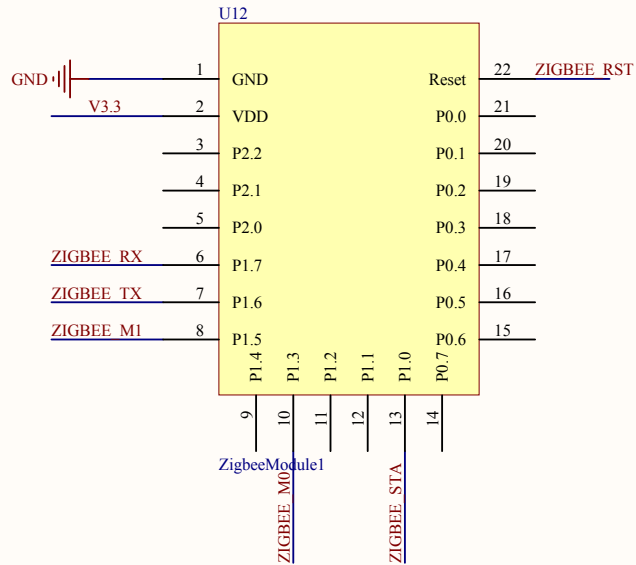 U12
GND 1 GND Reset 22 ZIGBEE_RST
V3.3 2 VDD P0.0 21
3 P2.2 P0.1 20
4 P2.1 P0.2 19
5 P2.0 P0.3 18
ZIGBEE_RX 6 P1.7 P0.4 17
ZIGBEE_TX 7 P1.6 P0.5 16
ZIGBEE_M1 8 P1.5 P0.6 15
P1.4 P1.3 P1.2 P1.1 P1.0 P0.7
9 10 11 12 13 14
ZigbeeModule1
ZIGBEE_M0 ZIGBEE_STA